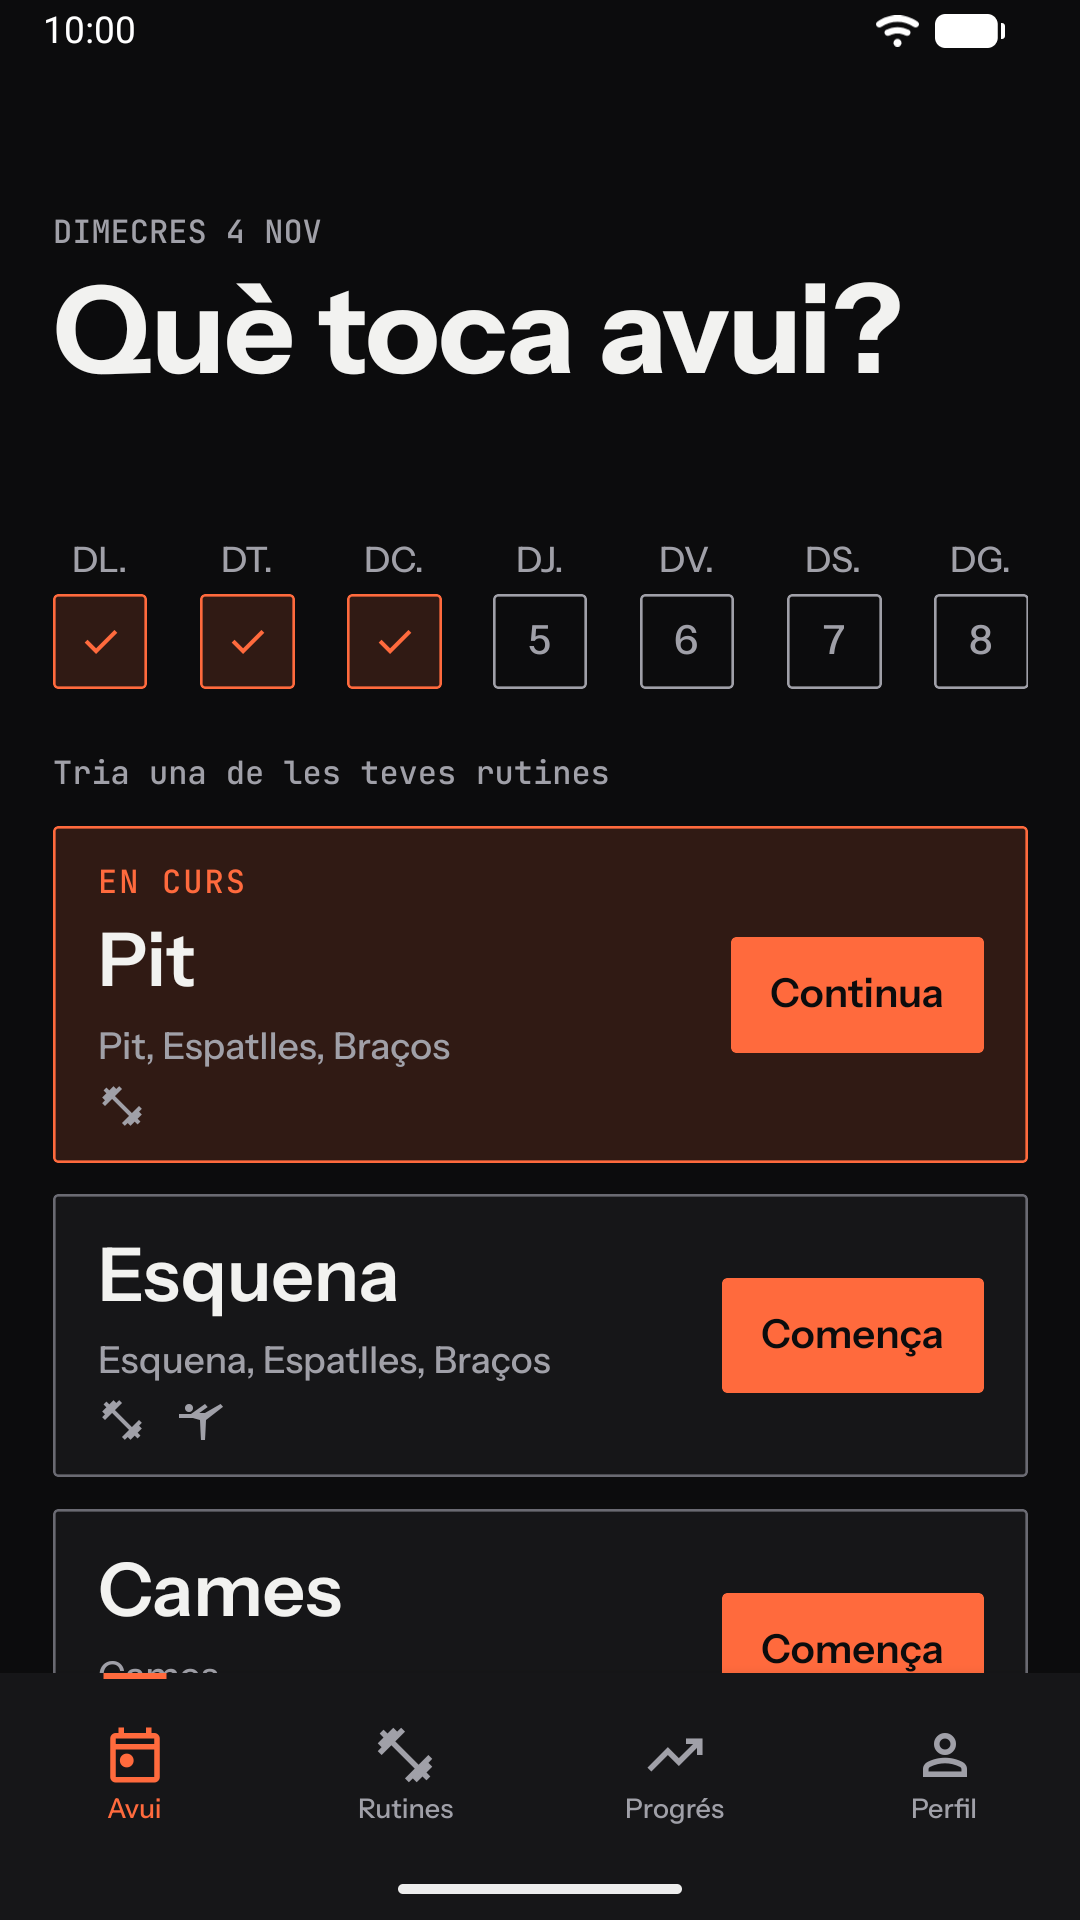 10:00
DIMECRES 4 NOV
Què toca avui?
DL. DT. DC. DJ. DV. DS. DG.
5 6 7 8
Tria una de les teves rutines
EN CURS
Pit
Continua
Pit, Espatlles, Braços
Esquena
Comença
Esquena, Espatlles, Braços
Cames
Comença
Cames
Avui Rutines Progrés Perfil